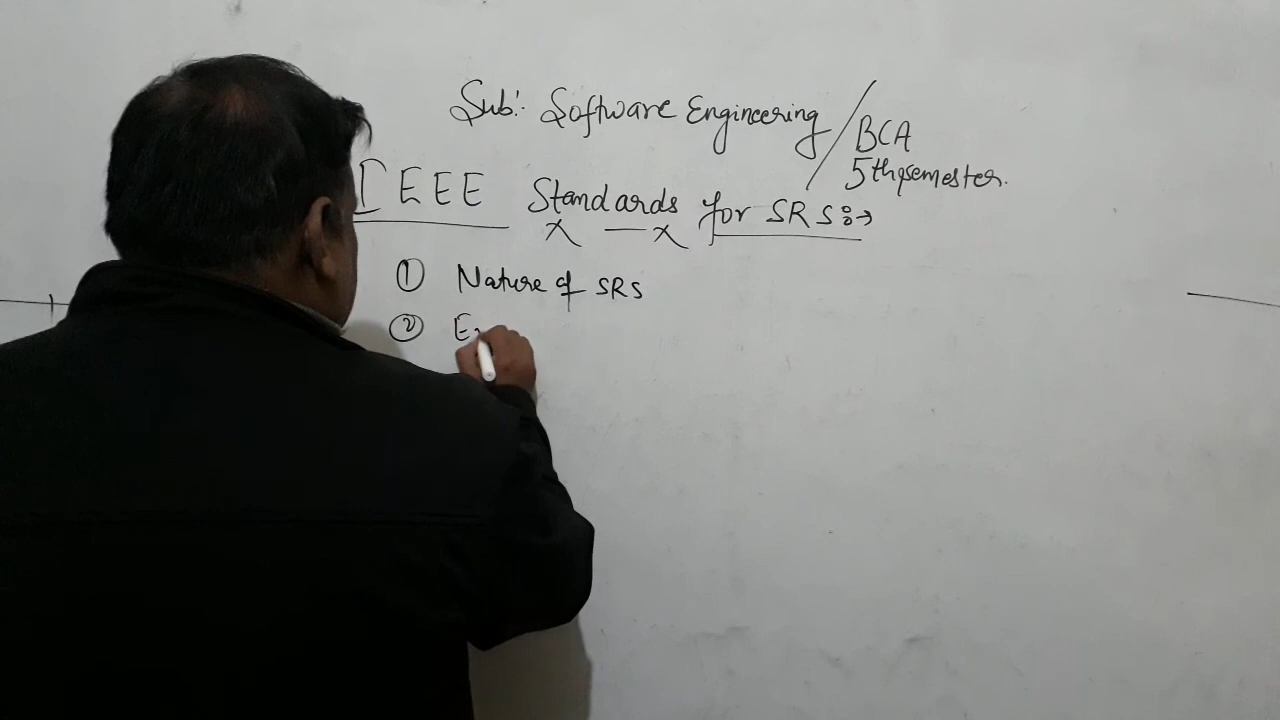 Sub: Software Engineering / BCA
5th semester.
IEEE Standards for SRS:→
① Nature of SRS
② E